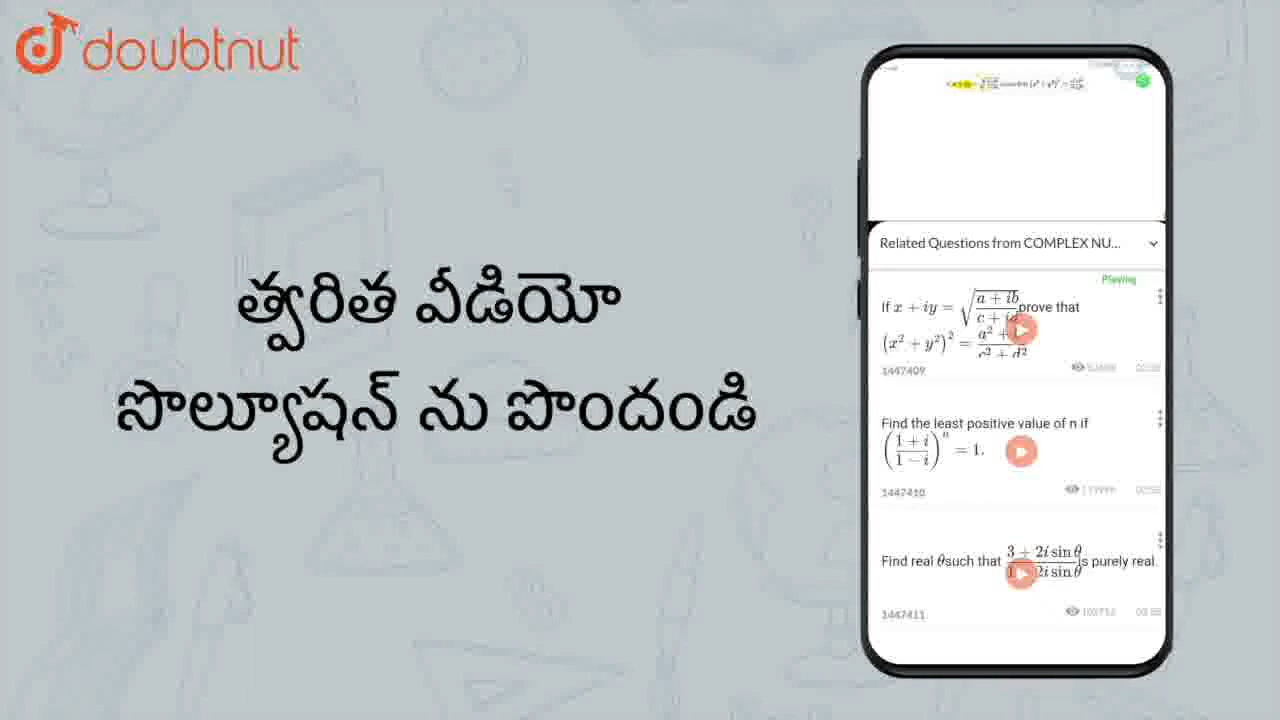 doubtnut
త్వరిత వీడియో
సొల్యూషన్ ను పొందండి
Related Questions from COMPLEX NU...
Playing
If x + iy = √((a + ib)/(c + id)) prove that
(x² + y²)² = (a² +
c² + d²
1447409
Find the least positive value of n if
((1 + i)/(1 − i))ⁿ = 1.
1447410
Find real θsuch that (3 + 2i sin θ)/(1 2i sin θ) is purely real.
1447411